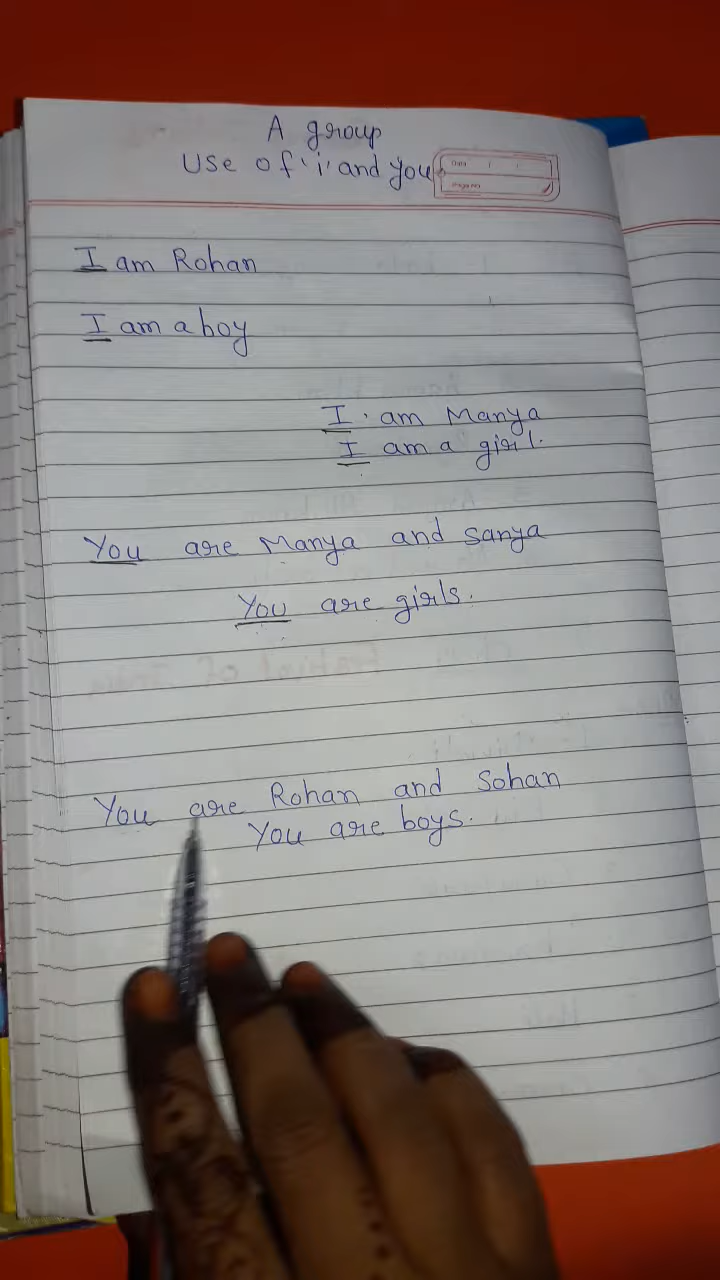 A group
Use of 'i' and you
I am Rohan
I am a boy
I am Manya
I am a girl.
You are Manya and Sanya
You are girls.
You are Rohan and Sohan
You are boys.